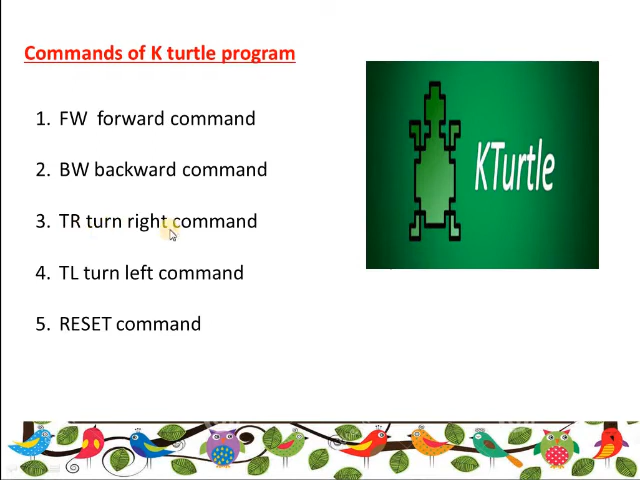 Commands of K turtle program
1. FW forward command
2. BW backward command
3. TR turn right command
4. TL turn left command
5. RESET command
KTurtle